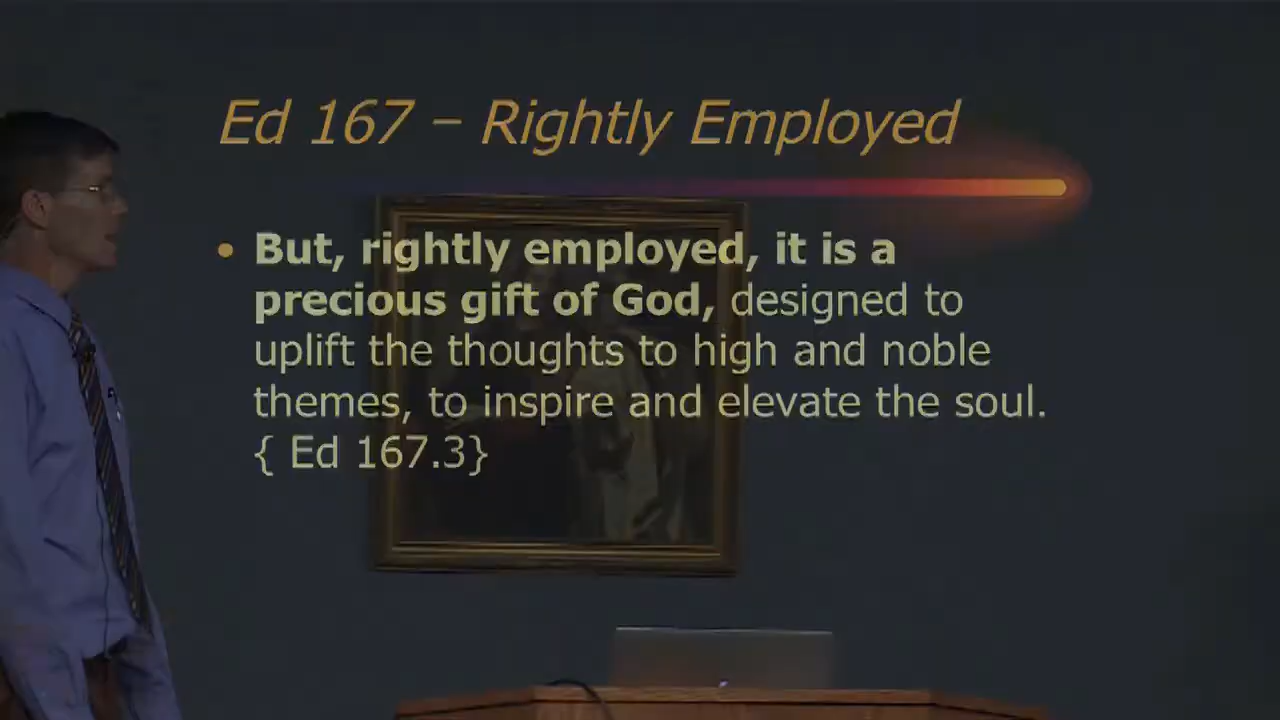 Ed 167 – Rightly Employed
• But, rightly employed, it is a
precious gift of God, designed to
uplift the thoughts to high and noble
themes, to inspire and elevate the soul.
{ Ed 167.3}